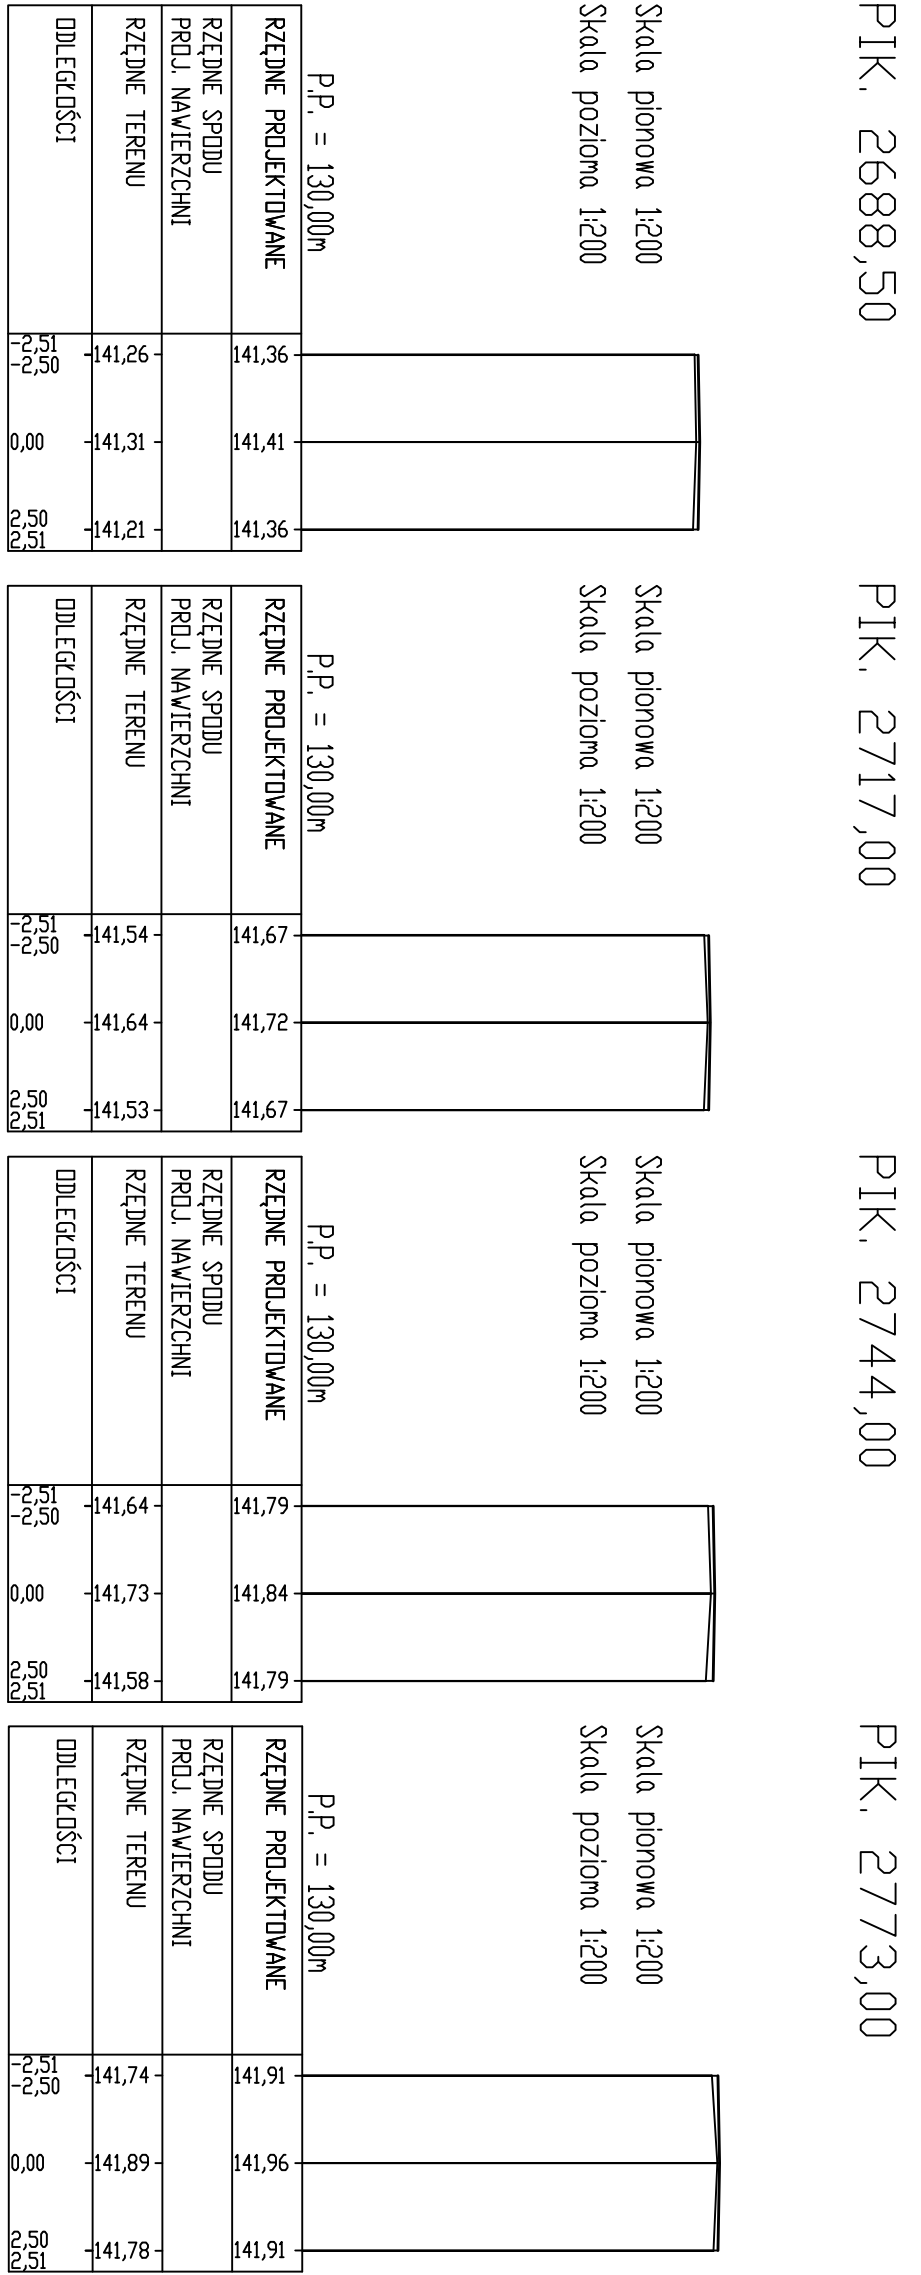 PIK. 2688,50
Skala pionowa 1:200
Skala pozioma 1:200
P.P. = 130,00m
RZĘDNE PROJEKTOWANE
141,36 141,41 141,36
RZĘDNE SPODU
PROJ. NAWIERZCHNI
RZĘDNE TERENU
141,26 141,31 141,21
ODLEGŁOŚCI
-2,51 -2,50 0,00 2,50 2,51
PIK. 2717,00
Skala pionowa 1:200
Skala pozioma 1:200
P.P. = 130,00m
RZĘDNE PROJEKTOWANE
141,67 141,72 141,67
RZĘDNE SPODU
PROJ. NAWIERZCHNI
RZĘDNE TERENU
141,54 141,64 141,53
ODLEGŁOŚCI
-2,51 -2,50 0,00 2,50 2,51
PIK. 2744,00
Skala pionowa 1:200
Skala pozioma 1:200
P.P. = 130,00m
RZĘDNE PROJEKTOWANE
141,79 141,84 141,79
RZĘDNE SPODU
PROJ. NAWIERZCHNI
RZĘDNE TERENU
141,64 141,73 141,58
ODLEGŁOŚCI
-2,51 -2,50 0,00 2,50 2,51
PIK. 2773,00
Skala pionowa 1:200
Skala pozioma 1:200
P.P. = 130,00m
RZĘDNE PROJEKTOWANE
141,91 141,96 141,91
RZĘDNE SPODU
PROJ. NAWIERZCHNI
RZĘDNE TERENU
141,74 141,89 141,78
ODLEGŁOŚCI
-2,51 -2,50 0,00 2,50 2,51